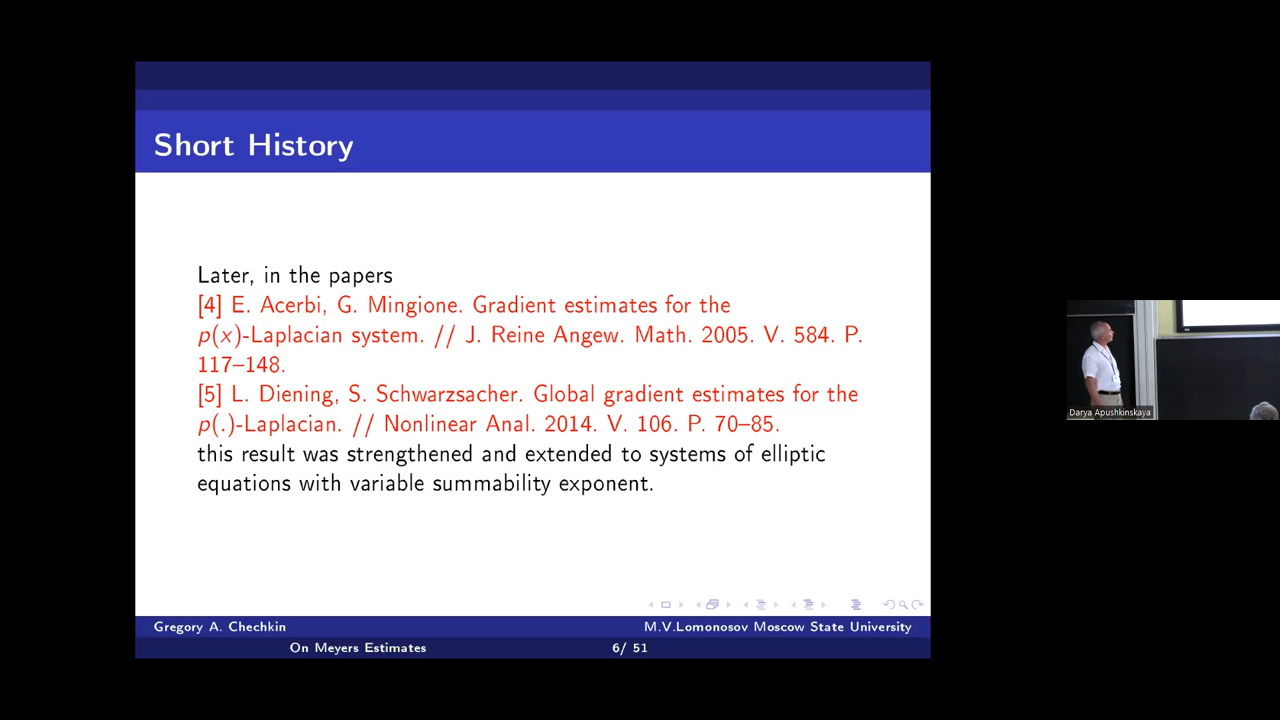 Short History
Later, in the papers
[4] E. Acerbi, G. Mingione. Gradient estimates for the
p(x)-Laplacian system. // J. Reine Angew. Math. 2005. V. 584. P.
117–148.
[5] L. Diening, S. Schwarzsacher. Global gradient estimates for the
p(.)-Laplacian. // Nonlinear Anal. 2014. V. 106. P. 70–85.
this result was strengthened and extended to systems of elliptic
equations with variable summability exponent.
Gregory A. Chechkin M.V.Lomonosov Moscow State University
On Meyers Estimates 6/ 51
Darya Apushkinskaya